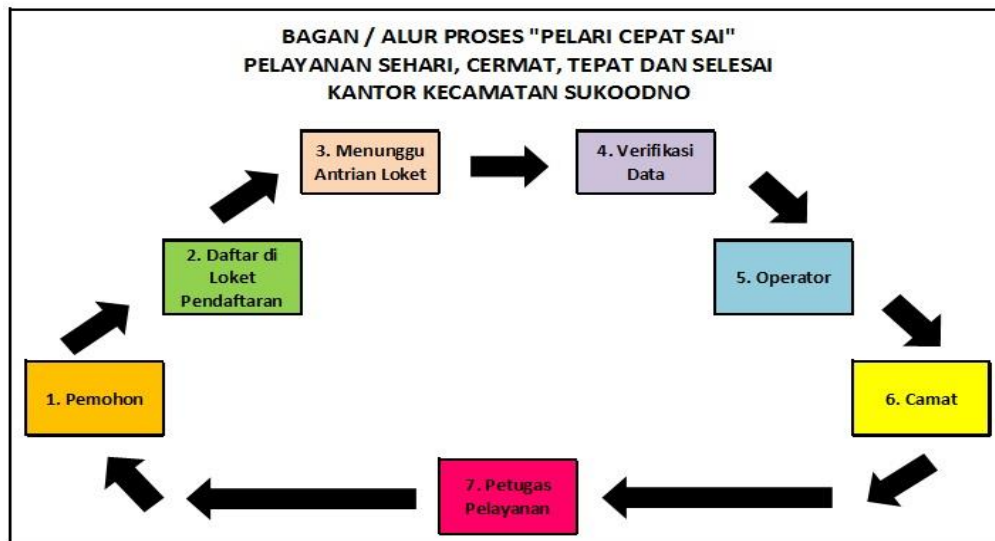 BAGAN / ALUR PROSES "PELARI CEPAT SAI"
PELAYANAN SEHARI, CERMAT, TEPAT DAN SELESAI
KANTOR KECAMATAN SUKOODNO
3. Menunggu
Antrian Loket
4. Verifikasi
Data
2. Daftar di
Loket
Pendaftaran
5. Operator
1. Pemohon
6. Camat
7. Petugas
Pelayanan